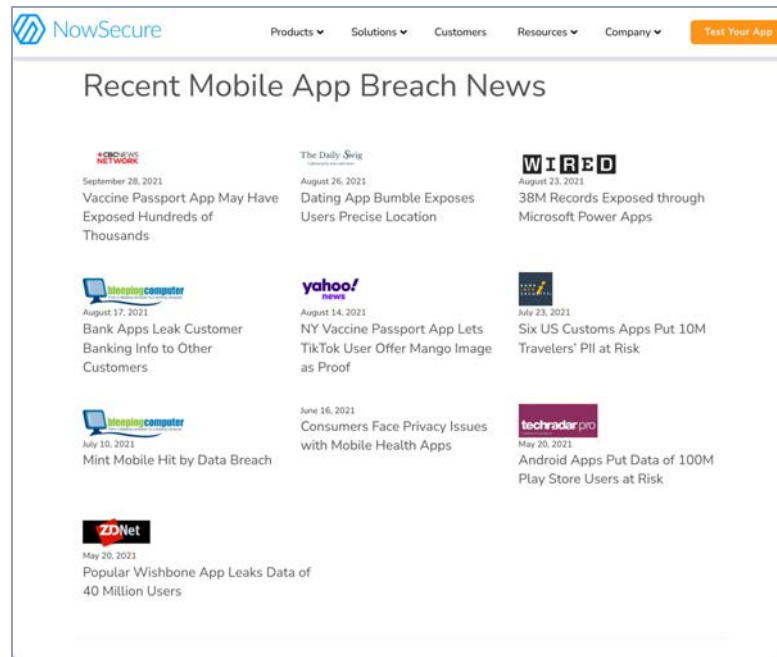 NowSecure
Products
Solutions
Customers
Resources
Company
Test Your App
Recent Mobile App Breach News
CBCNEWS
NETWORK
September 28, 2021
Vaccine Passport App May Have
Exposed Hundreds of
Thousands
The Daily Swig
August 26, 2021
Dating App Bumble Exposes
Users Precise Location
WIRED
August 23, 2021
38M Records Exposed through
Microsoft Power Apps
bleepingcomputer
August 17, 2021
Bank Apps Leak Customer
Banking Info to Other
Customers
yahoo!
news
August 14, 2021
NY Vaccine Passport App Lets
TikTok User Offer Mango Image
as Proof
July 23, 2021
Six US Customs Apps Put 10M
Travelers' PII at Risk
bleepingcomputer
July 10, 2021
Mint Mobile Hit by Data Breach
June 16, 2021
Consumers Face Privacy Issues
with Mobile Health Apps
techradar pro
May 20, 2021
Android Apps Put Data of 100M
Play Store Users at Risk
ZDNet
May 20, 2021
Popular Wishbone App Leaks Data of
40 Million Users